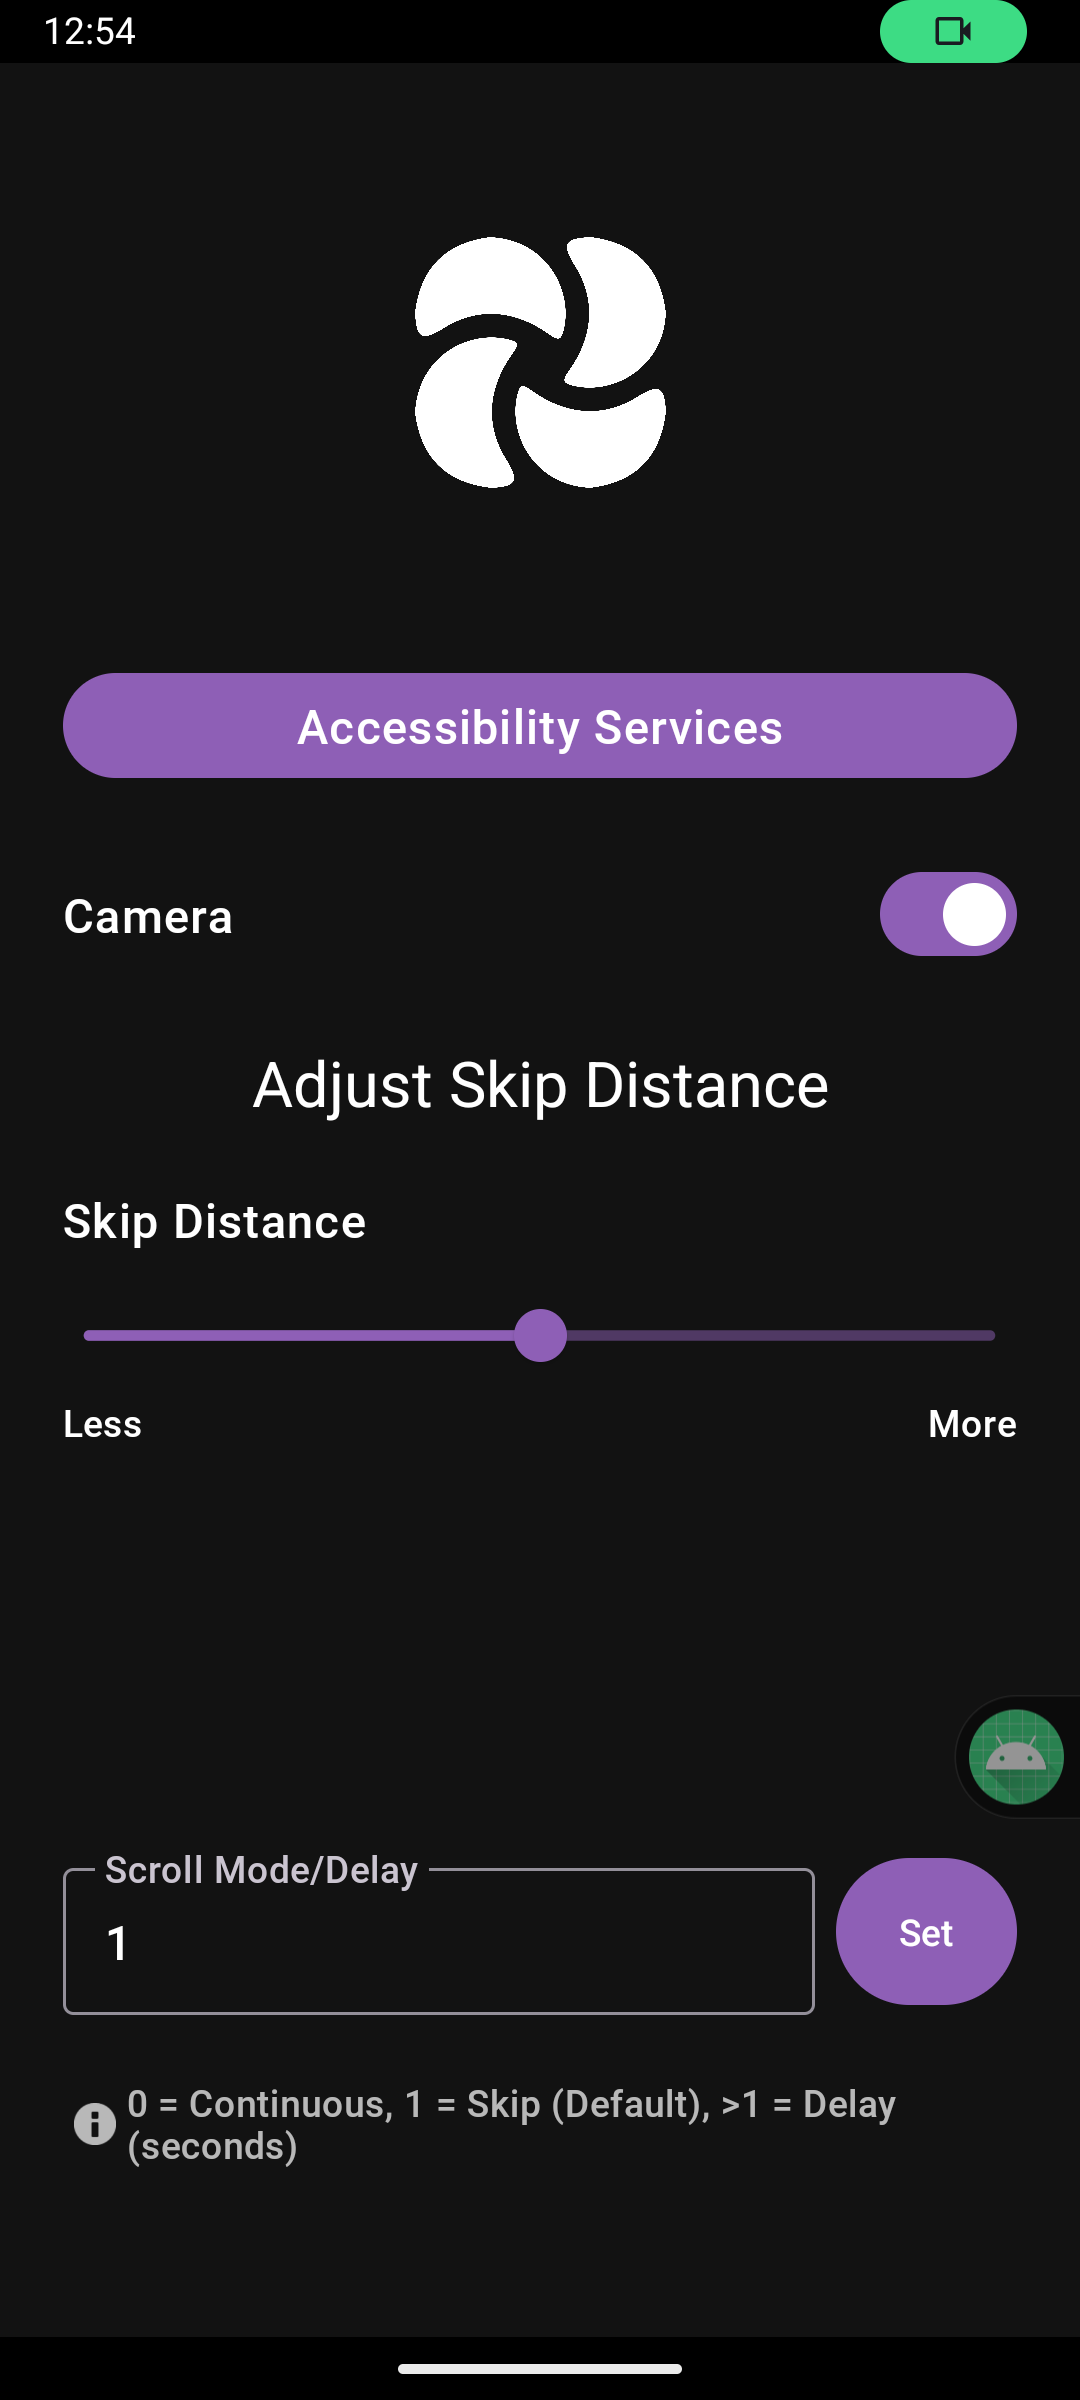 12:54
Accessibility Services
Camera
Adjust Skip Distance
Skip Distance
Less
More
Scroll Mode/Delay
1
Set
0 = Continuous, 1 = Skip (Default), >1 = Delay
(seconds)